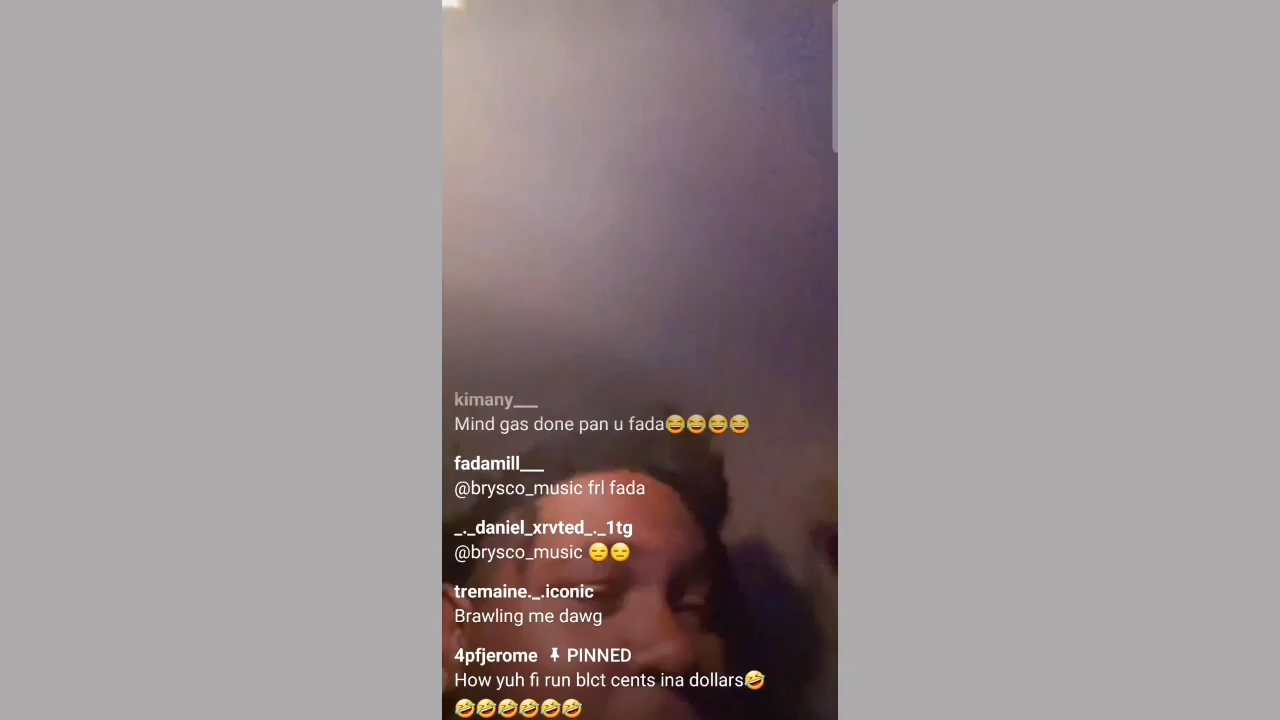 kimany___
Mind gas done pan u fada😂😂😂😂
fadamill___
@brysco_music frl fada
_._daniel_xrvted_._1tg
@brysco_music 😑😑
tremaine._.iconic
Brawling me dawg
4pfjerome PINNED
How yuh fi run blct cents ina dollars🤣
🤣🤣🤣🤣🤣🤣